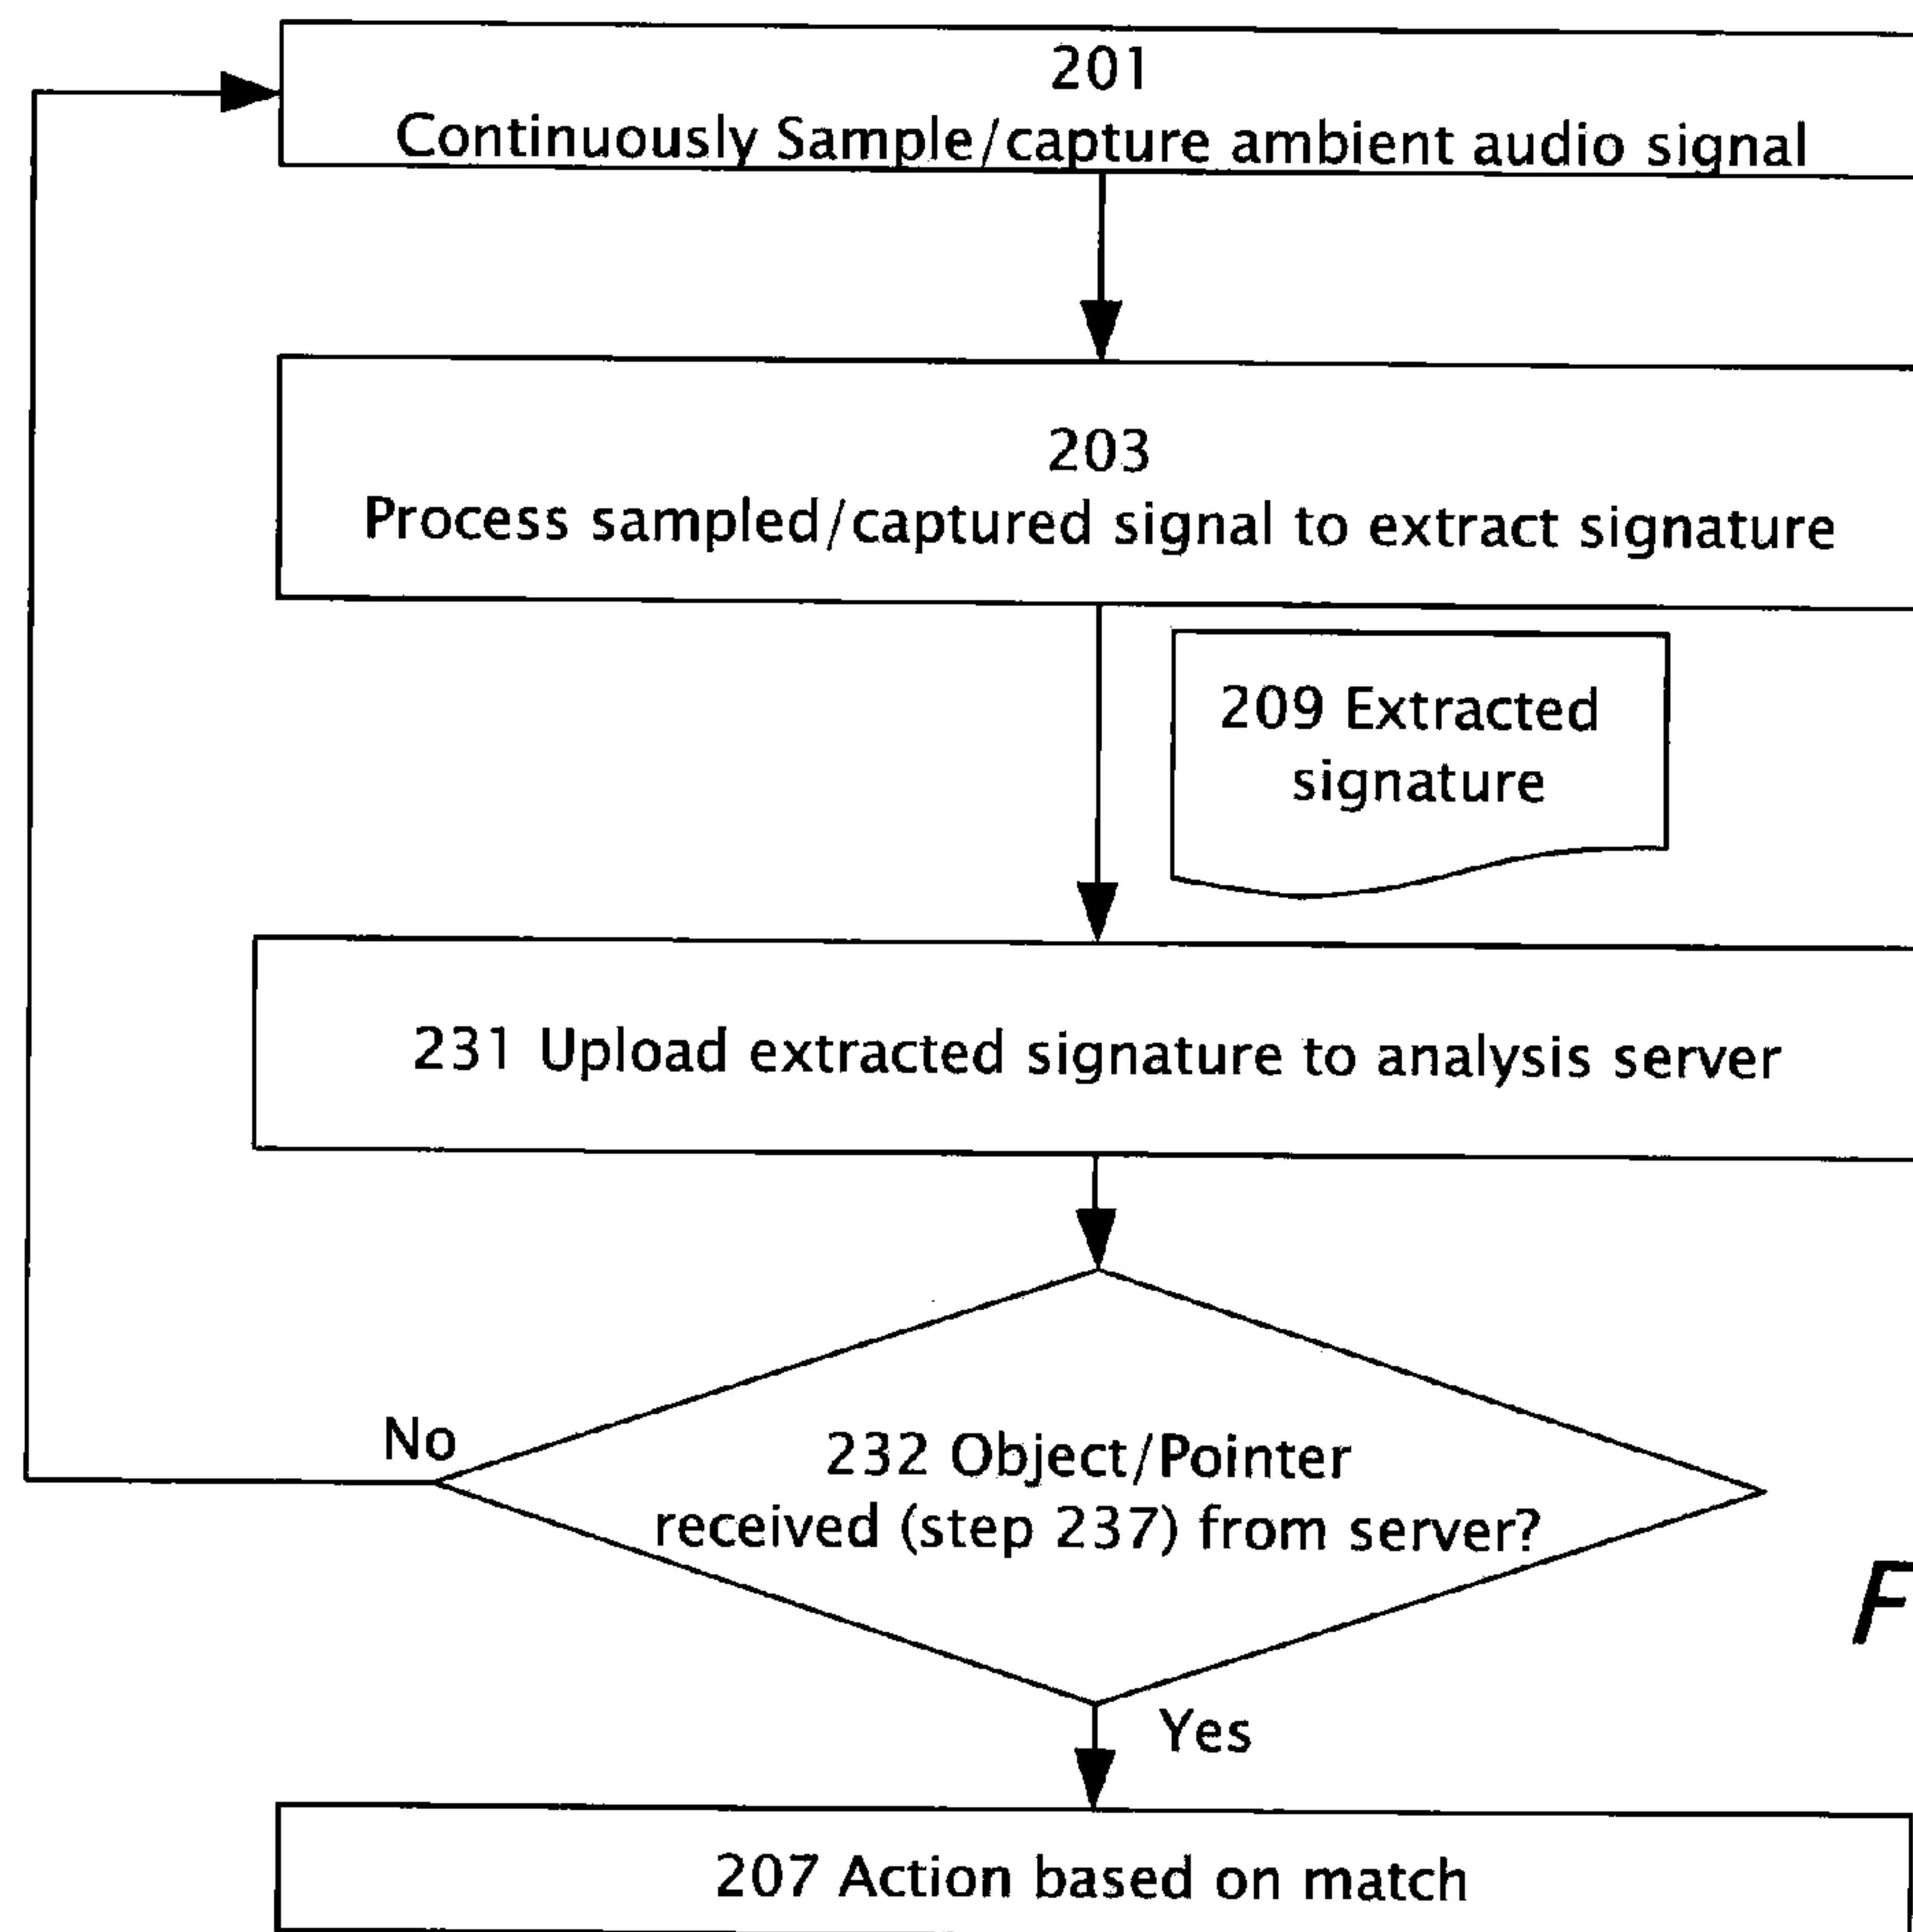 201
Continuously Sample/capture ambient audio signal
203
Process sampled/captured signal to extract signature
209 Extracted
signature
231 Upload extracted signature to analysis server
No
232 Object/Pointer
received (step 237) from server?
F
Yes
207 Action based on match